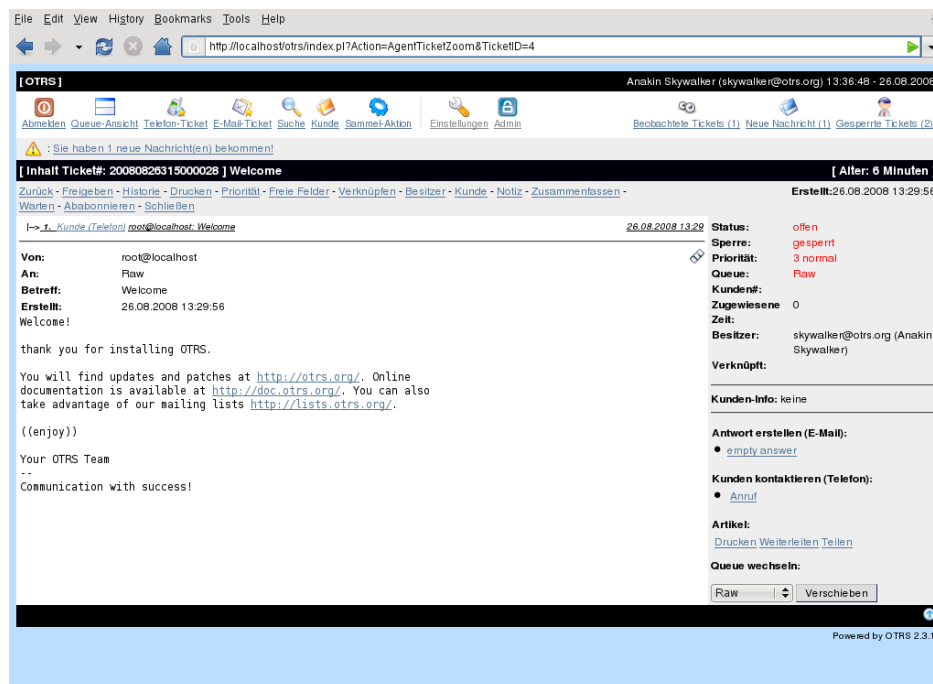 File Edit View History Bookmarks Tools Help
http://localhost/otrs/index.pl?Action=AgentTicketZoom&TicketID=4
[ OTRS ] Anakin Skywalker (skywalker@otrs.org) 13:36:48 - 26.08.2008
Abmelden Queue-Ansicht Telefon-Ticket E-Mail-Ticket Suche Kunde Sammel-Aktion Einstellungen Admin Beobachtete Tickets (1) Neue Nachricht (1) Gesperrte Tickets (2)
: Sie haben 1 neue Nachricht(en) bekommen!
[ Inhalt Ticket#: 20080826315000028 ] Welcome [ Alter: 6 Minuten
Zurück - Freigeben - Historie - Drucken - Priorität - Freie Felder - Verknüpfen - Besitzer - Kunde - Notiz - Zusammenfassen -
Warten - Ababonnieren - Schließen
Erstellt:26.08.2008 13:29:56
|--> 1. Kunde (Telefon) root@localhost: Welcome 26.08.2008 13:29
Von: root@localhost
An: Raw
Betreff: Welcome
Erstellt: 26.08.2008 13:29:56
Welcome!
thank you for installing OTRS.
You will find updates and patches at http://otrs.org/. Online
documentation is available at http://doc.otrs.org/. You can also
take advantage of our mailing lists http://lists.otrs.org/.
((enjoy))
Your OTRS Team
--
Communication with success!
Status: offen
Sperre: gesperrt
Priorität: 3 normal
Queue: Raw
Kunden#:
Zugewiesene 0
Zeit:
Besitzer: skywalker@otrs.org (Anakin
Skywalker)
Verknüpft:
Kunden-Info: keine
Antwort erstellen (E-Mail):
empty answer
Kunden kontaktieren (Telefon):
Anruf
Artikel:
Drucken Weiterleiten Teilen
Queue wechseln:
Raw Verschieben
Powered by OTRS 2.3.1